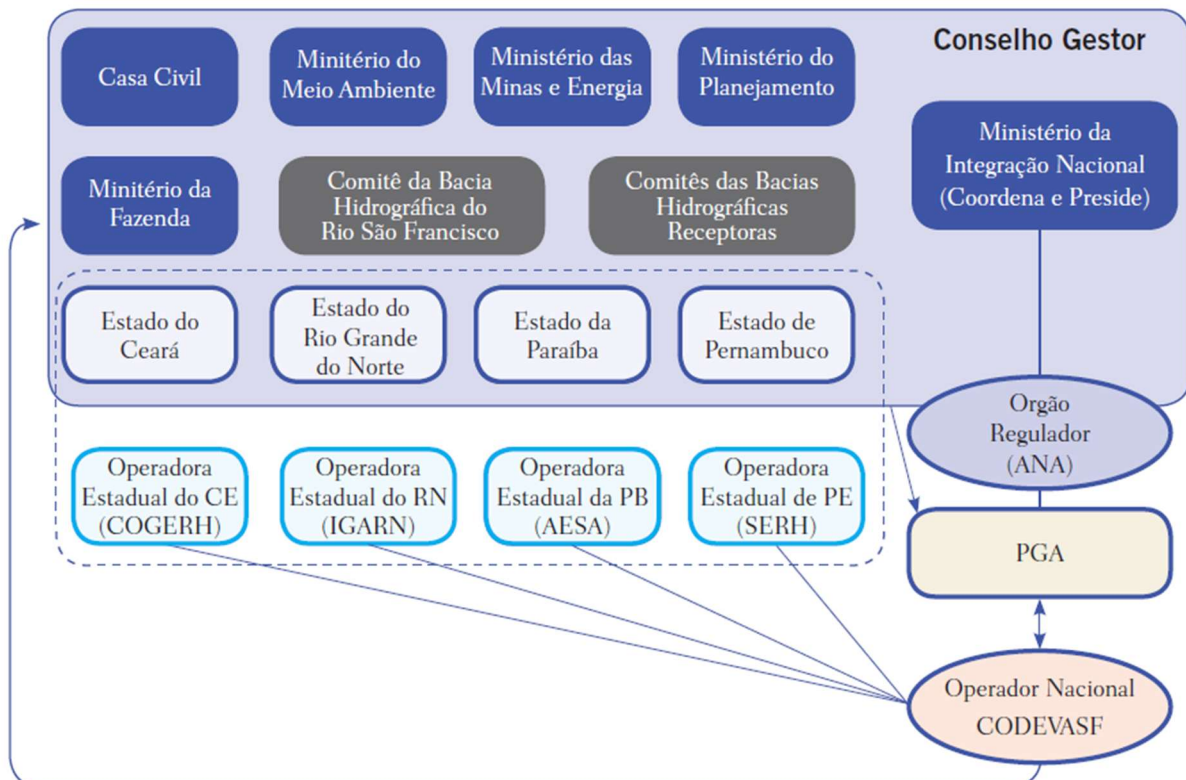 Conselho Gestor
Casa Civil
Minitério do
Meio Ambiente
Ministério das
Minas e Energia
Ministério do
Planejamento
Ministério da
Integração Nacional
(Coordena e Preside)
Minitério da
Fazenda
Comitê da Bacia
Hidrográfica do
Rio São Francisco
Comitês das Bacias
Hidrográficas
Receptoras
Estado do
Ceará
Estado do
Rio Grande
do Norte
Estado da
Paraíba
Estado de
Pernambuco
Orgão
Regulador
(ANA)
Operadora
Estadual do CE
(COGERH)
Operadora
Estadual do RN
(IGARN)
Operadora
Estadual da PB
(AESA)
Operadora
Estadual de PE
(SERH)
PGA
Operador Nacional
CODEVASF